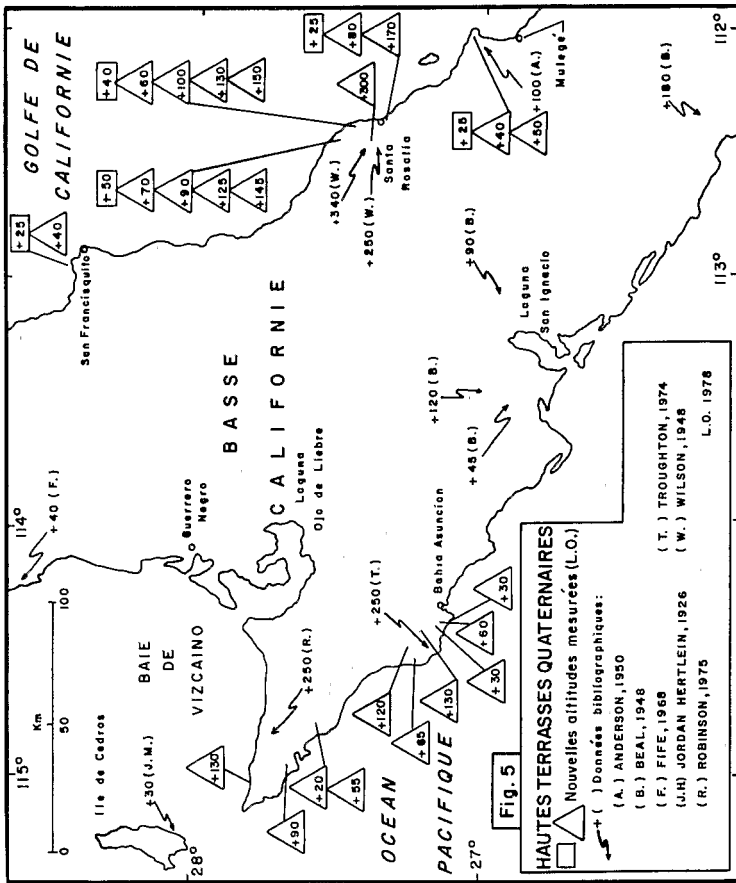 GOLFE DE
CALIFORNIE
+25
+40
San Francisquito
+50
+70
+90
+125
+145
+40
+60
+100
+130
+150
+25
+80
+170
+300
+340 (W.)
+250 (W.)
Santa
Rosalia
+25
+40
+50
+100 (A.)
Mulegé
+180 (B.)
112°
113°
114°
115°
28°
27°
+40 (F.)
Km
0
50
100
Ile de Cedros
+30 (J.M.)
BAIE
DE
VIZCAINO
Guerrero
Negro
BASSE
CALIFORNIE
Laguna
Ojo de Liebre
+90 (B.)
Laguna
San Ignacio
+120 (B.)
+45 (B.)
Bahia Asuncion
+250 (T.)
+250 (R.)
+130
+90
+20
+55
+120
+65
+130
+30
+60
+30
OCEAN
PACIFIQUE
Fig. 5
HAUTES TERRASSES QUATERNAIRES
Nouvelles altitudes mesurées (L.O.)
+ ( ) Données bibliographiques:
(A.) ANDERSON, 1950
(B.) BEAL, 1948
(F.) FIFE, 1968
(J.H) JORDAN HERTLEIN, 1926
(R.) ROBINSON, 1975
(T.) TROUGHTON, 1974
(W.) WILSON, 1948
L.O. 1978